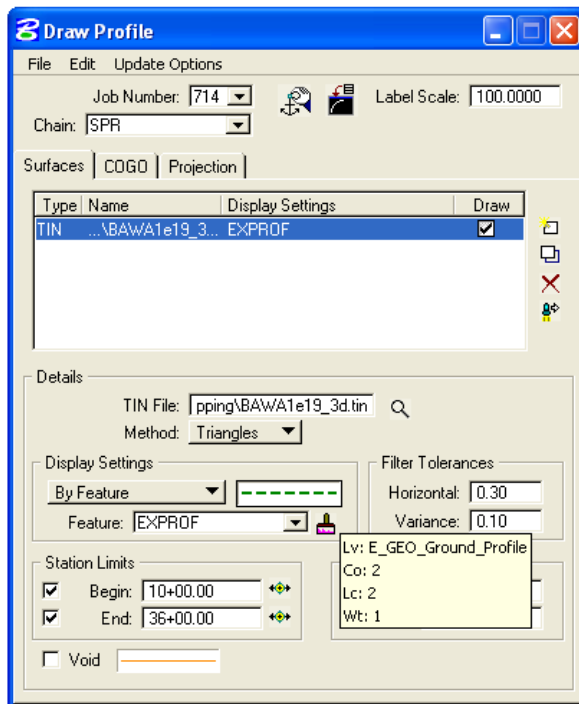 Draw Profile
File Edit Update Options
Job Number: 714 Label Scale: 100.0000
Chain: SPR
Surfaces COGO Projection
Type Name Display Settings Draw
TIN ...\BAWA1e19_3... EXPROF
Details
TIN File: pping\BAWA1e19_3d.tin
Method: Triangles
Display Settings Filter Tolerances
By Feature Horizontal: 0.30
Feature: EXPROF Variance: 0.10
Lv: E_GEO_Ground_Profile
Station Limits
Co: 2
Begin: 10+00.00
Lc: 2
End: 36+00.00
Wt: 1
Void